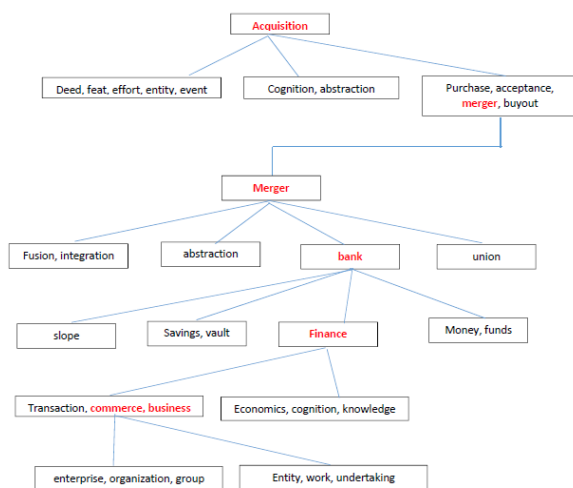 Acquisition
Deed, feat, effort, entity, event
Cognition, abstraction
Purchase, acceptance,
merger, buyout
Merger
Fusion, integration
abstraction
bank
union
slope
Savings, vault
Finance
Money, funds
Transaction, commerce, business
Economics, cognition, knowledge
enterprise, organization, group
Entity, work, undertaking